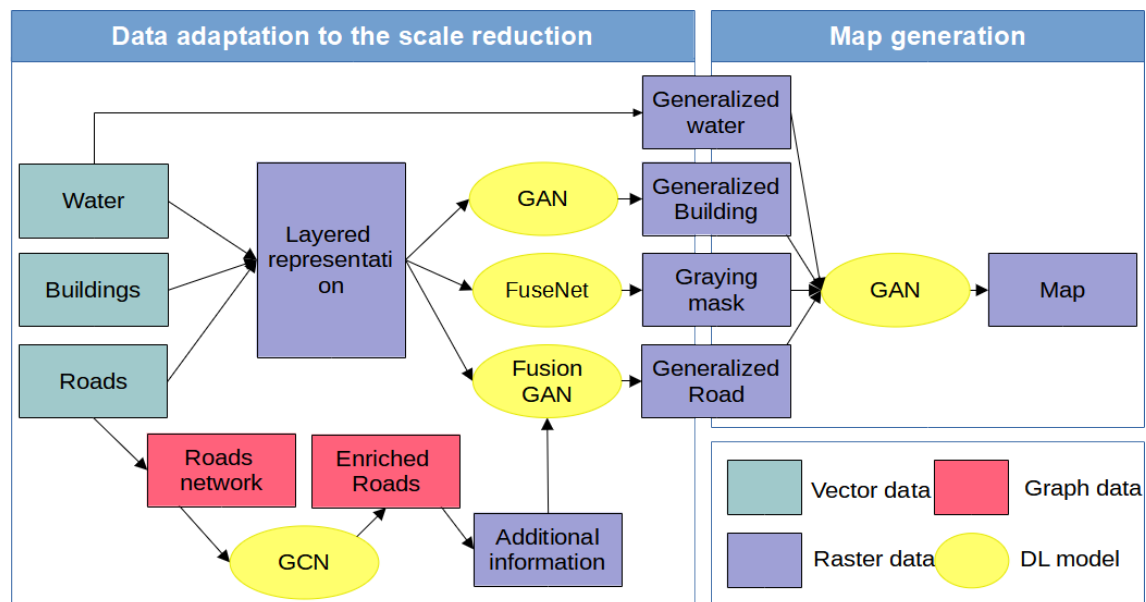 Data adaptation to the scale reduction
Map generation
Generalized
water
Water
Layered
representati
on
GAN
Generalized
Building
Buildings
FuseNet
Graying
mask
GAN
Map
Roads
Fusion
GAN
Generalized
Road
Roads
network
Enriched
Roads
GCN
Additional
information
Vector data
Graph data
Raster data
DL model